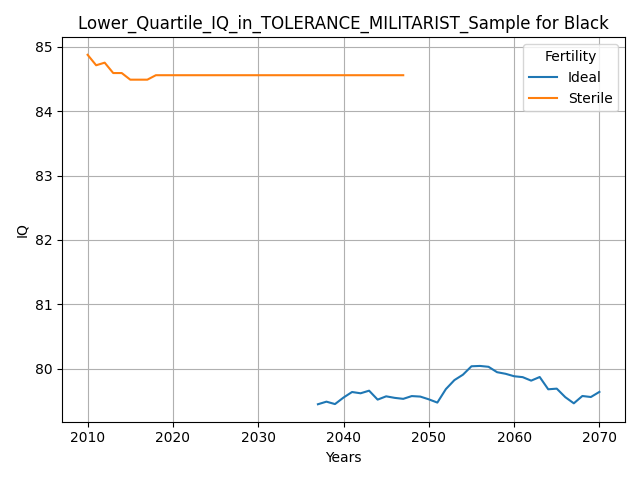 Lower_Quartile_IQ_in_TOLERANCE_MILITARIST_Sample for Black
Fertility
Ideal
Sterile
85
84
83
82
81
80
IQ
2010 2020 2030 2040 2050 2060 2070
Years